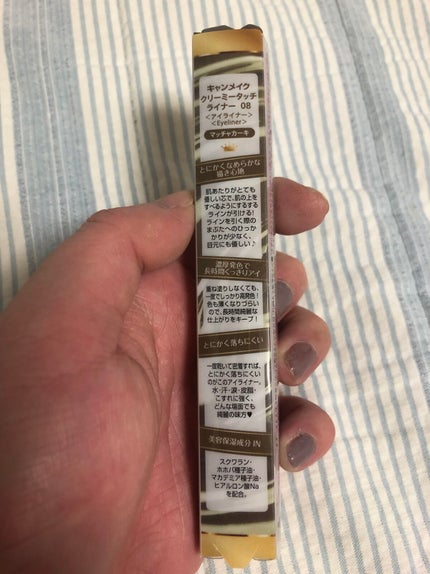 キャンメイク
クリーミータッチ
ライナー 08
<アイライナー>
<Eyeliner>
マッチャカーキ
とにかくなめらかな
描き心地
肌あたりがとても
優しい芯で、肌の上を
すべるようにするする
ラインが引ける!
ラインを引く際の
まぶたへのひっか
かりが少なく、
目元にも優しい♪
濃厚発色で
長時間くっきりアイ
重ね塗りしなくても、
一度でしっかり高発色!
色も薄くなりづらい
ので、長時間綺麗な
仕上がりをキープ!
とにかく落ちにくい
一度乾いて密着すれば、
とにかく落ちにくい
のがこのアイライナー。
水・汗・涙・皮脂・
こすれに強く、
どんな場面でも
綺麗の味方♥
美容保湿成分 IN
スクワラン・
ホホバ種子油・
マカデミア種子油・
ヒアルロン酸Na
を配合。